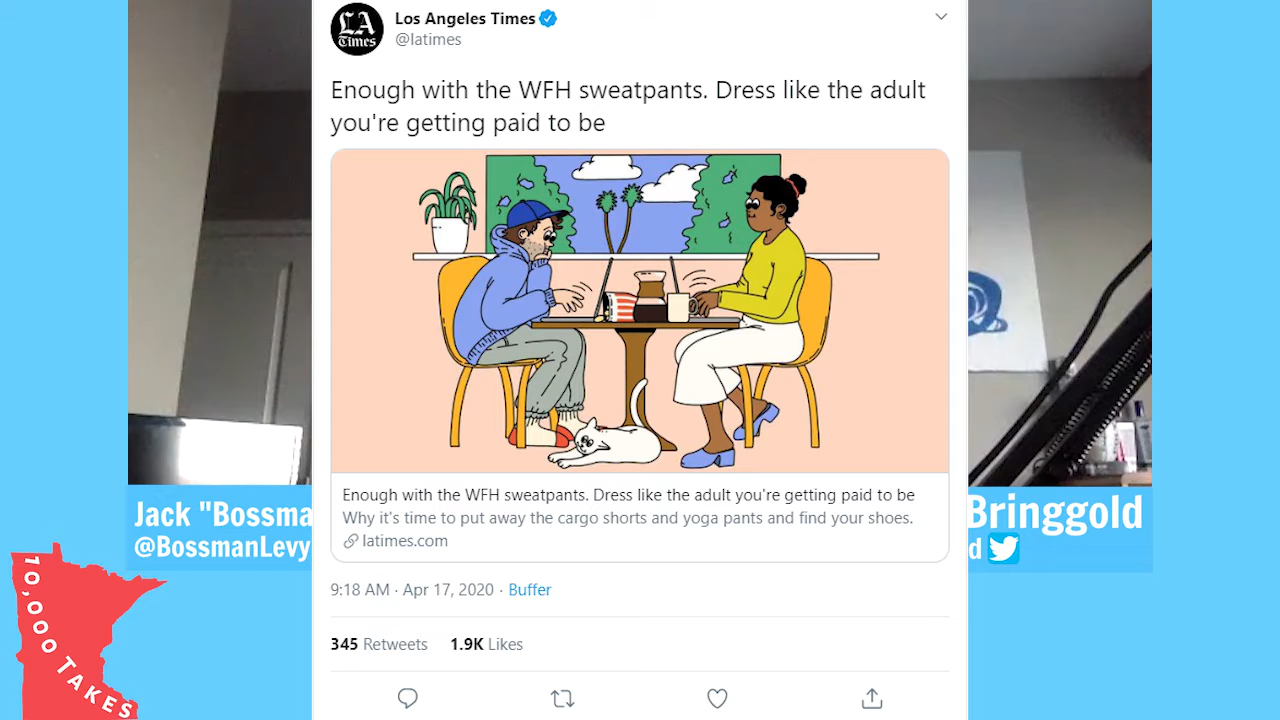 LA
Times
Los Angeles Times
@latimes
Enough with the WFH sweatpants. Dress like the adult
you're getting paid to be
Enough with the WFH sweatpants. Dress like the adult you're getting paid to be
Why it's time to put away the cargo shorts and yoga pants and find your shoes.
latimes.com
9:18 AM · Apr 17, 2020 · Buffer
345 Retweets 1.9K Likes
Jack "Bossma
@BossmanLevy
Bringgold
d
10,000 TAKES